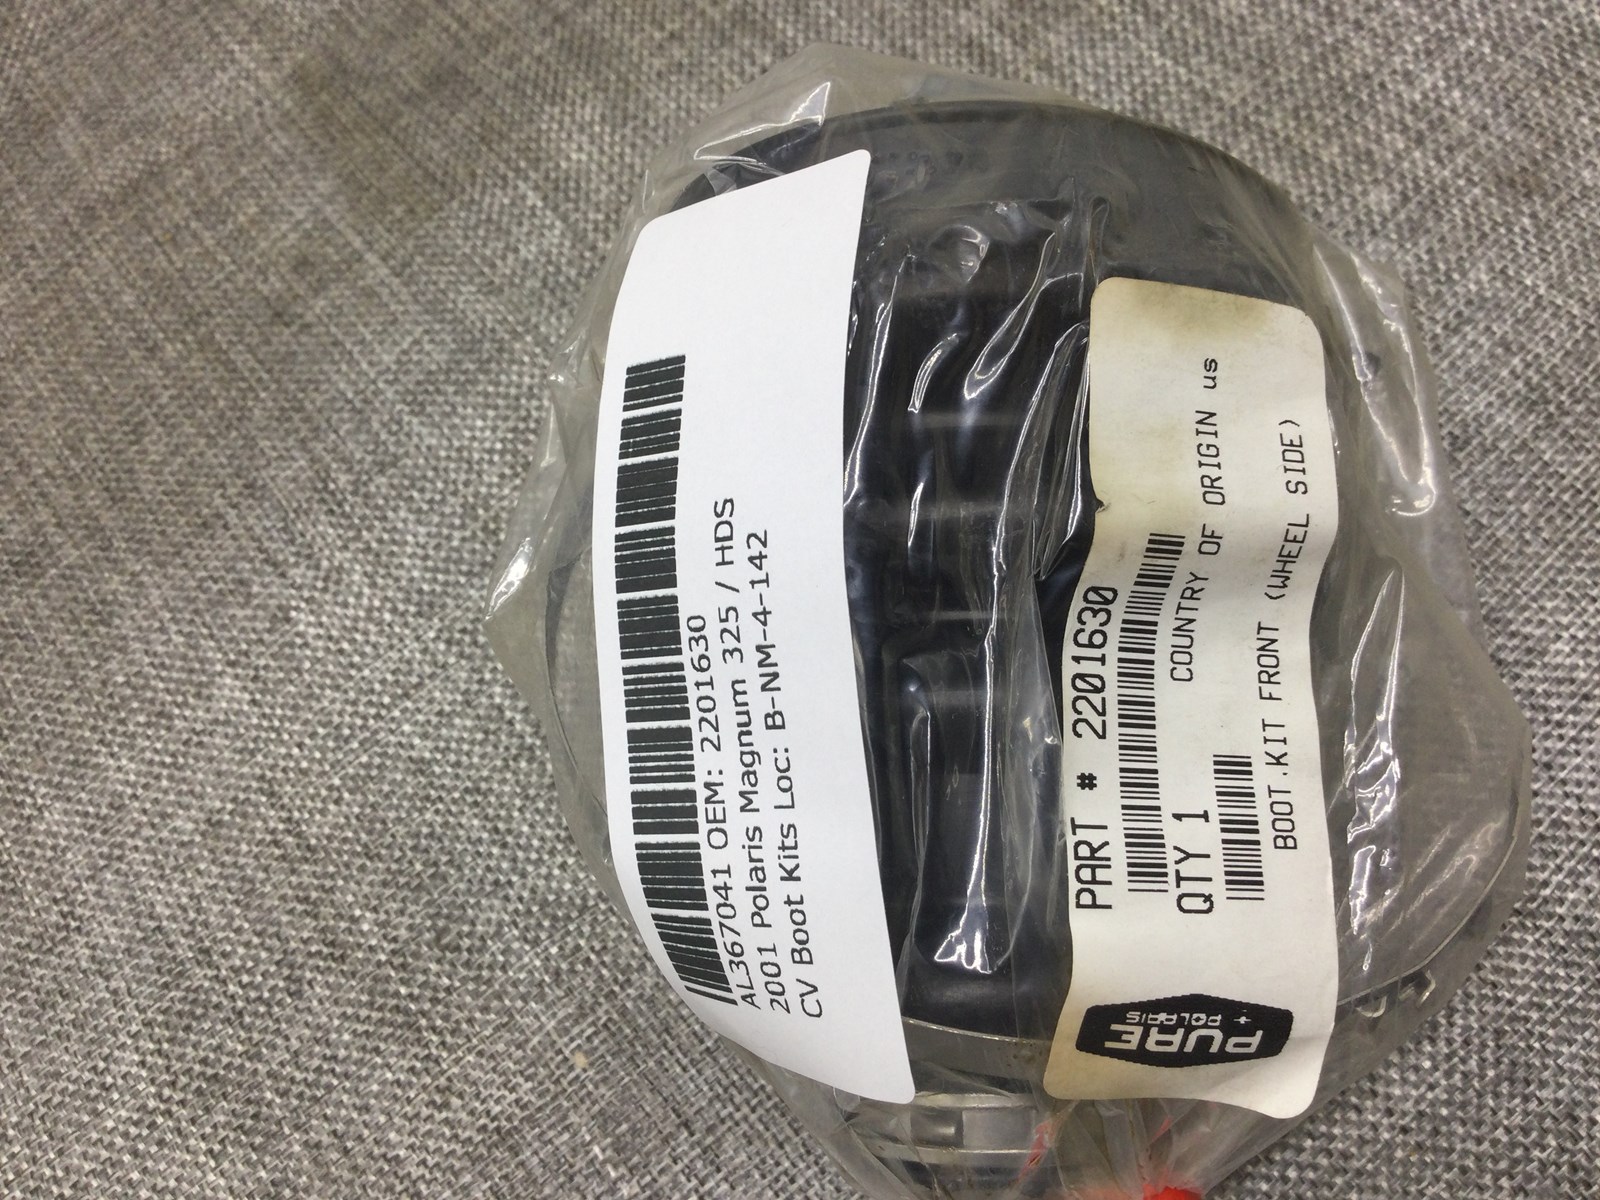 AL367041 OEM: 2201630
2001 Polaris Magnum 325 / HDS
CV Boot Kits Loc: B-NM-4-142
PART # 2201630
COUNTRY OF ORIGIN us
QTY 1
BOOT.KIT FRONT (WHEEL SIDE)
PURE
+ POLARIS